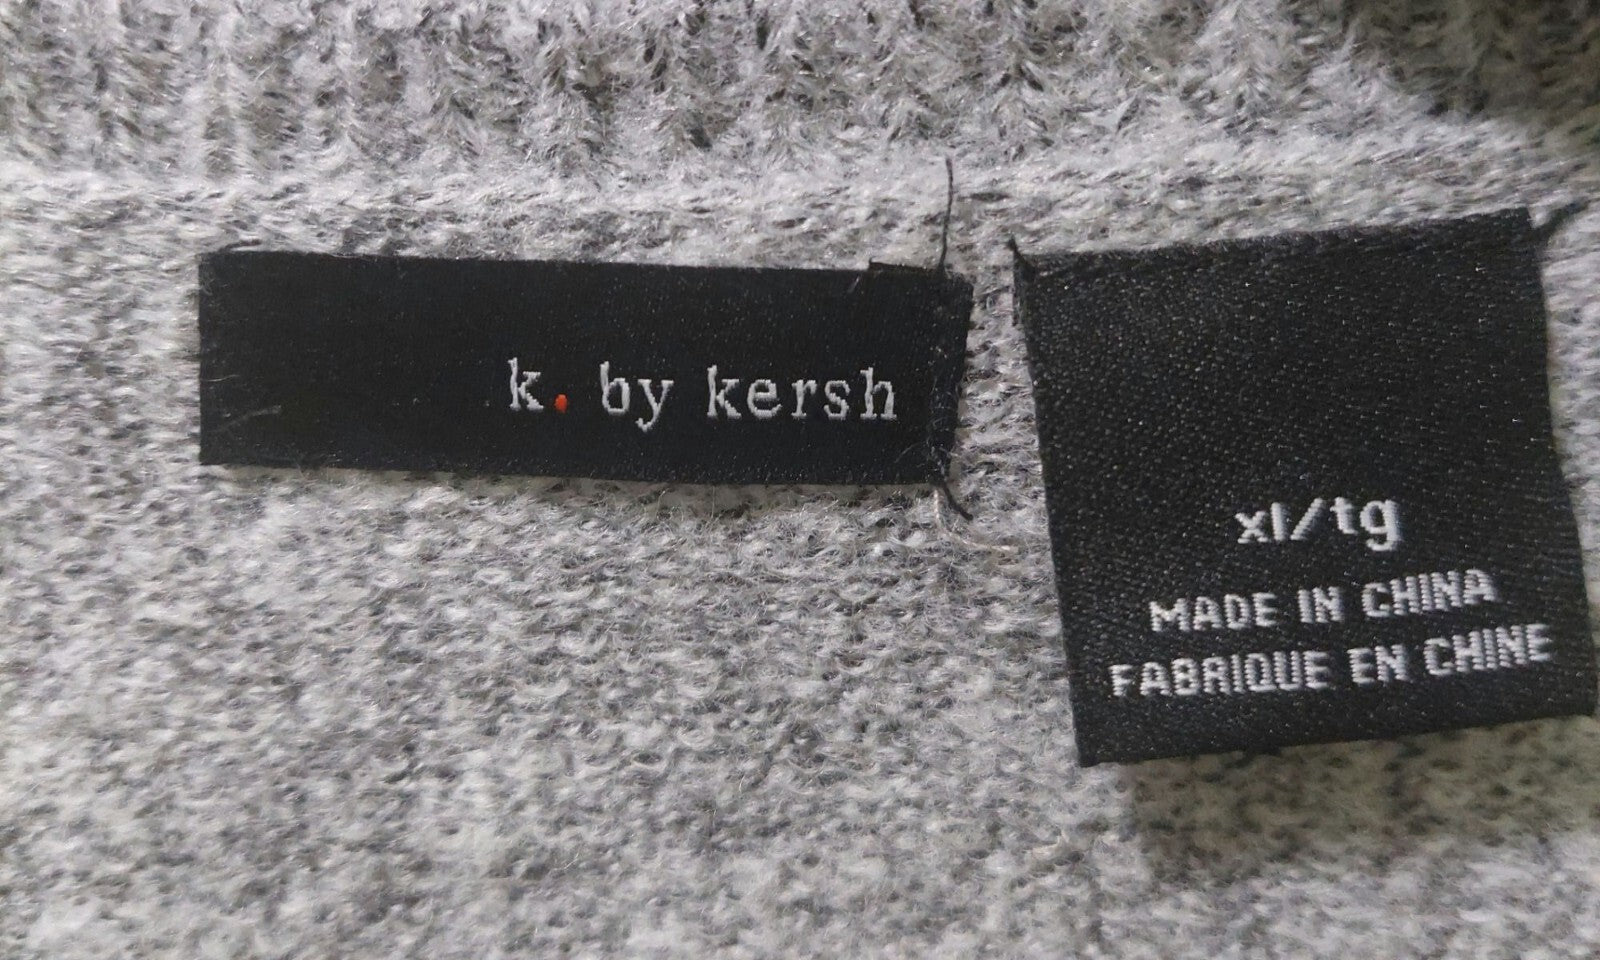 k. by kersh
xl/tg
MADE IN CHINA
FABRIQUE EN CHINE